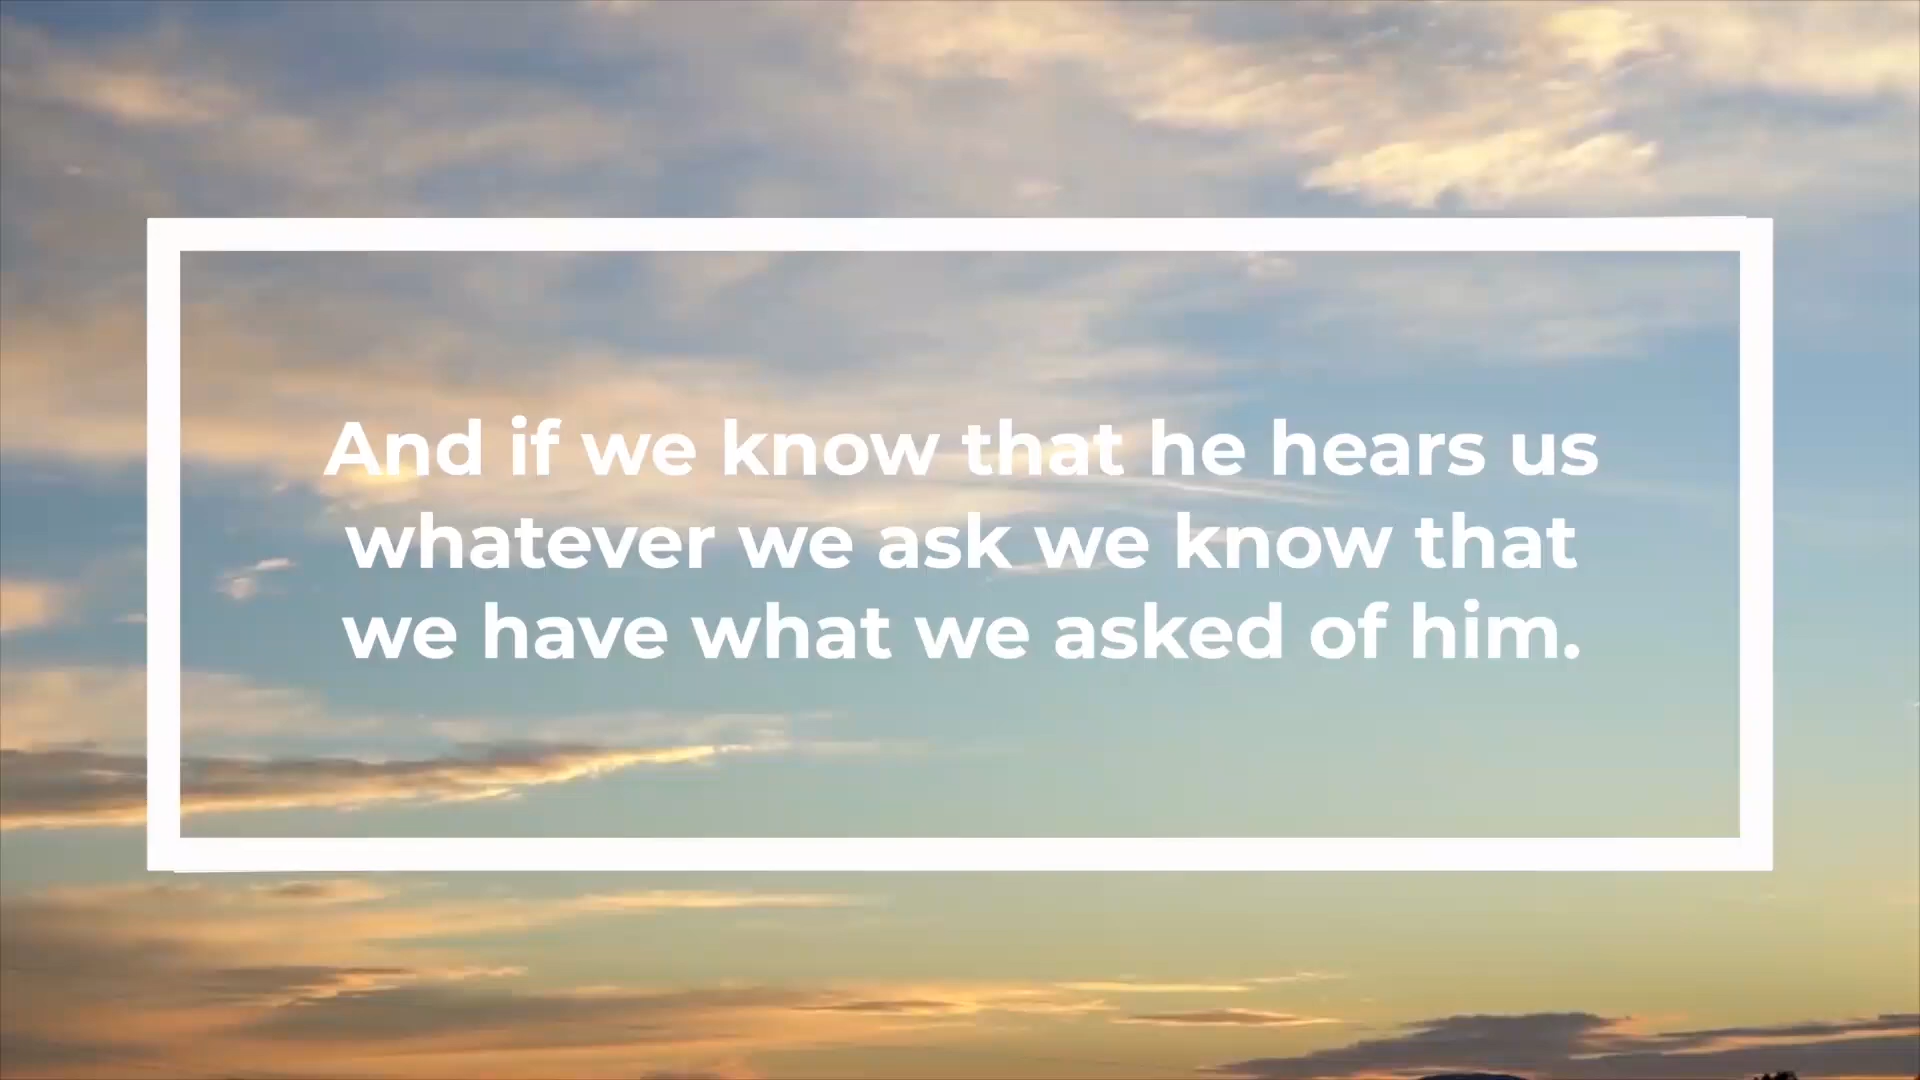 And if we know that he hears us
whatever we ask we know that
we have what we asked of him.